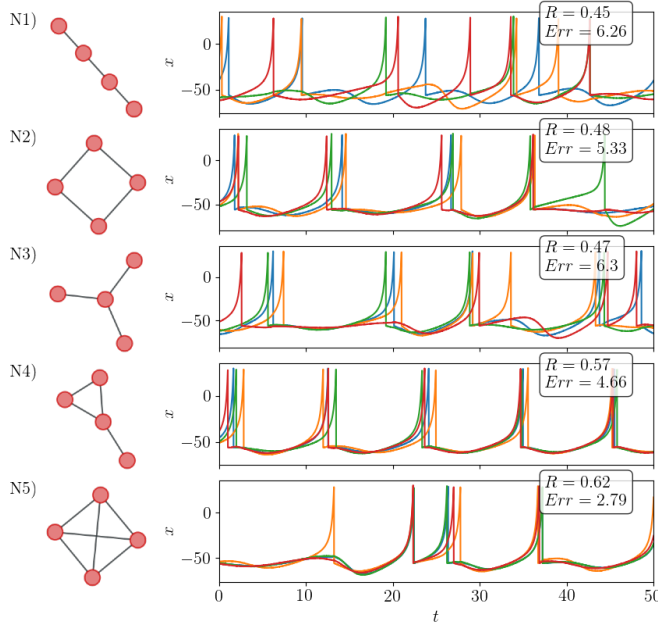 N1)
0
−50
x
R = 0.45
Err = 6.26
N2)
0
−50
x
R = 0.48
Err = 5.33
N3)
0
−50
x
R = 0.47
Err = 6.3
N4)
0
−50
x
R = 0.57
Err = 4.66
N5)
0
−50
x
R = 0.62
Err = 2.79
0 10 20 30 40 50
t